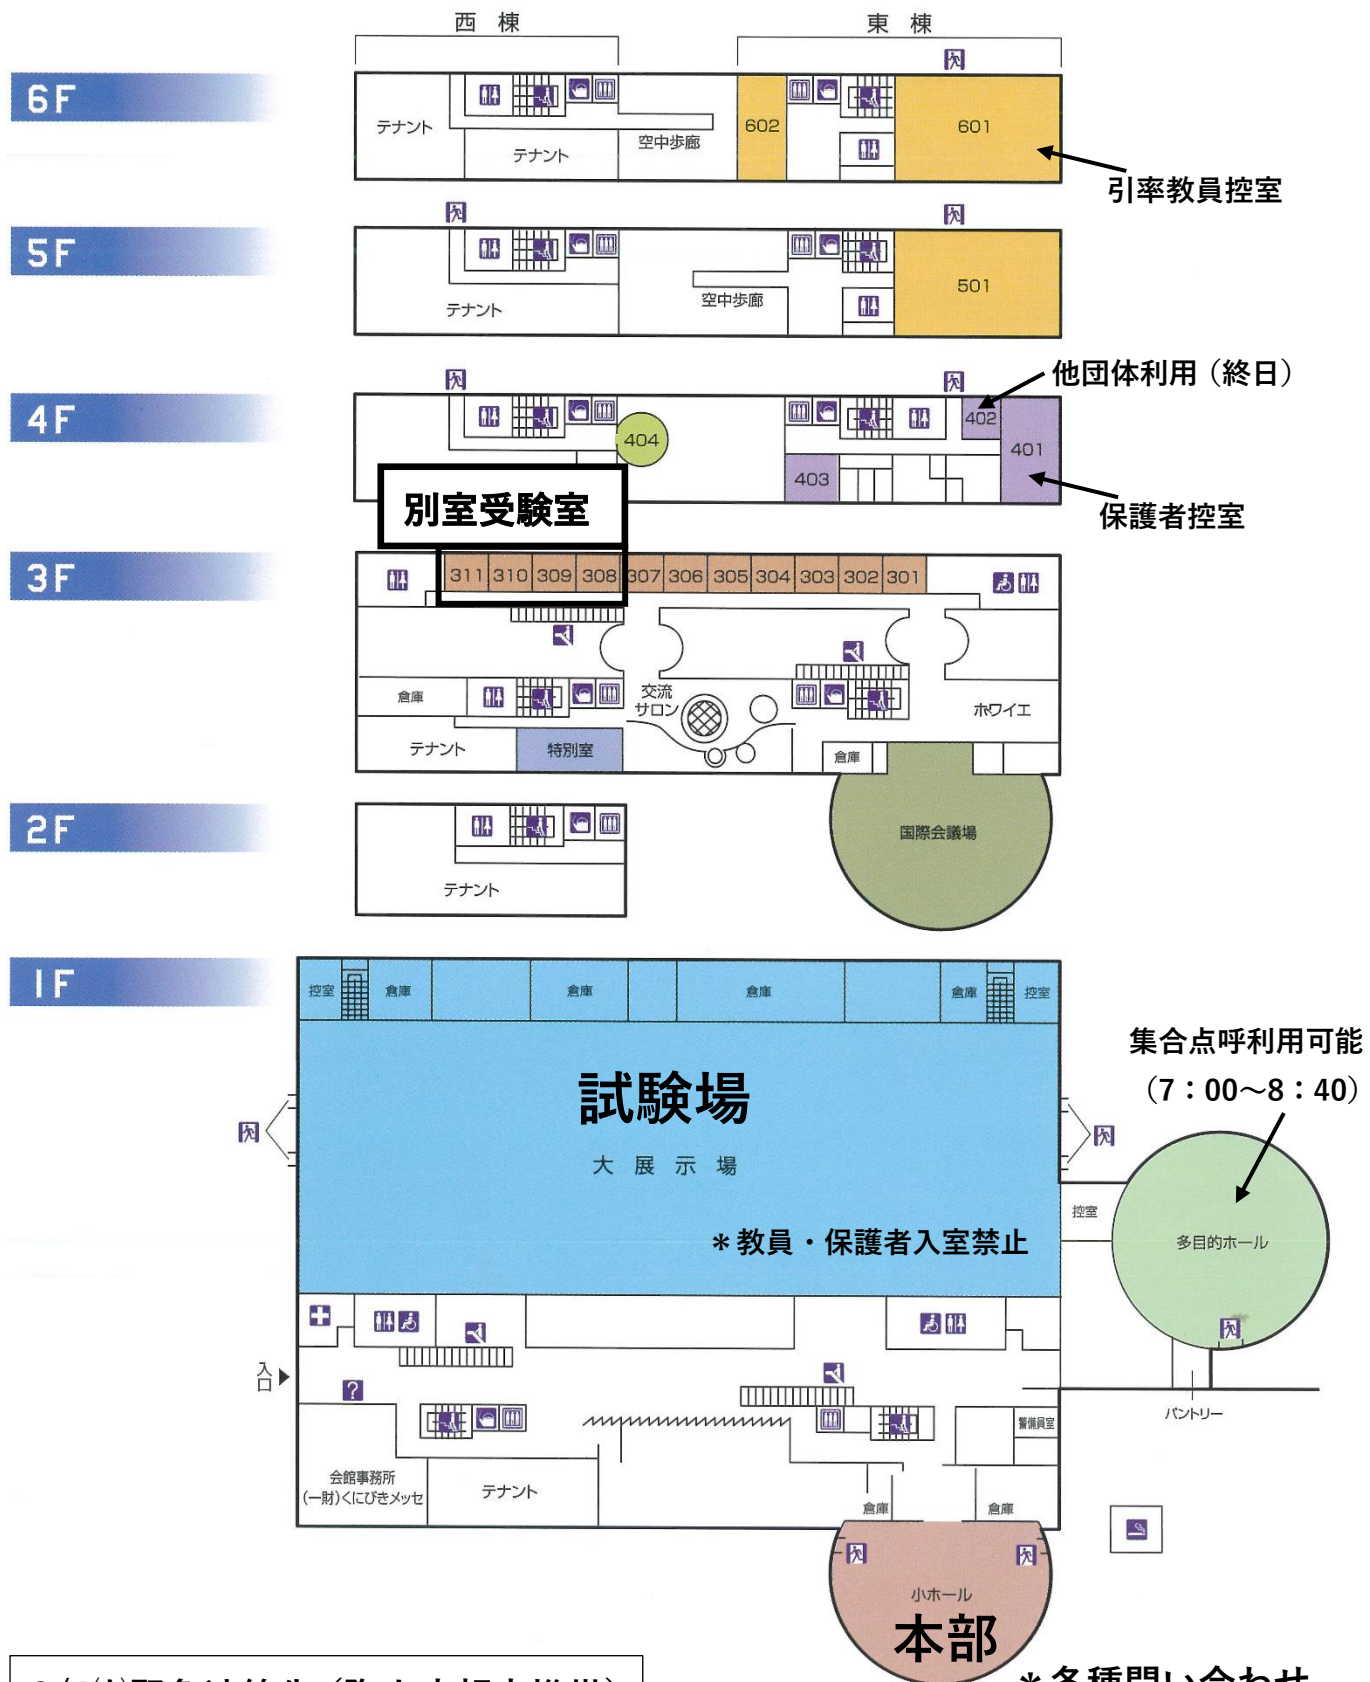 西 棟
東 棟
6F
テナント
テナント
空中歩廊
602
601
引率教員控室
5F
テナント
空中歩廊
501
4F
404
403
402
401
他団体利用（終日）
保護者控室
別室受験室
3F
311 310 309 308 307 306 305 304 303 302 301
倉庫
交流
サロン
ホワイエ
テナント
特別室
倉庫
国際会議場
2F
テナント
1F
控室
倉庫
倉庫
倉庫
倉庫
控室
試験場
大 展 示 場
＊教員・保護者入室禁止
集合点呼利用可能
（7：00～8：40）
控室
多目的ホール
入口
?
パントリー
警備員室
会館事務所
(一財)くにびきメッセ
テナント
倉庫
倉庫
小ホール
本部
＊各種問い合わせ